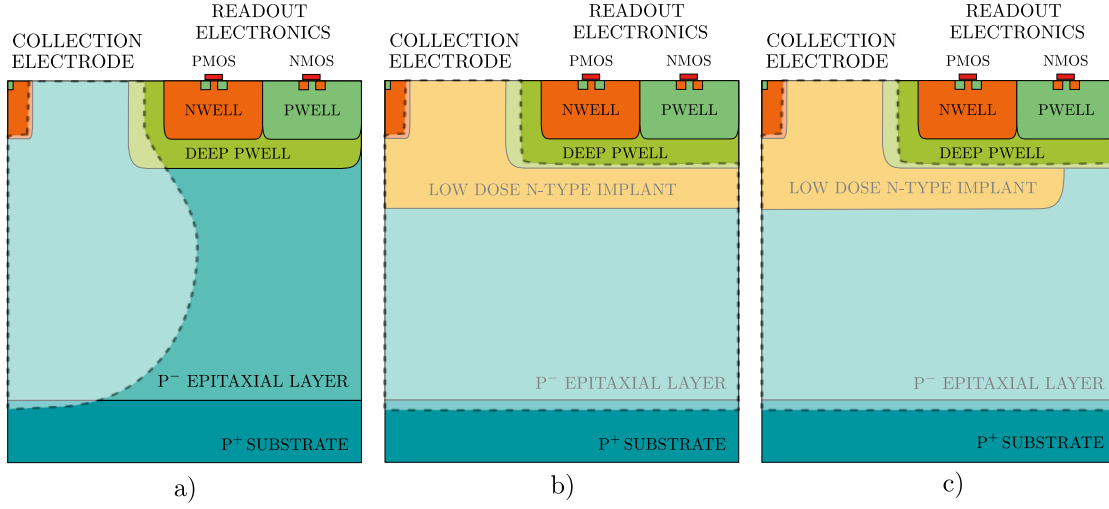 READOUT
ELECTRONICS
COLLECTION
ELECTRODE
PMOS
NMOS
NWELL
PWELL
DEEP PWELL
P⁻ EPITAXIAL LAYER
P⁺ SUBSTRATE
a)
READOUT
ELECTRONICS
COLLECTION
ELECTRODE
PMOS
NMOS
NWELL
PWELL
DEEP PWELL
LOW DOSE N-TYPE IMPLANT
P⁻ EPITAXIAL LAYER
P⁺ SUBSTRATE
b)
READOUT
ELECTRONICS
COLLECTION
ELECTRODE
PMOS
NMOS
NWELL
PWELL
DEEP PWELL
LOW DOSE N-TYPE IMPLANT
P⁻ EPITAXIAL LAYER
P⁺ SUBSTRATE
c)